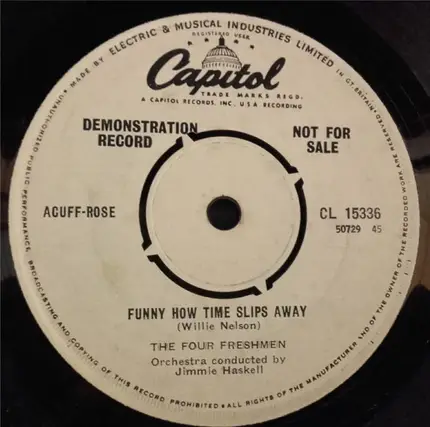 MADE BY ELECTRIC & MUSICAL INDUSTRIES LIMITED IN GT. BRITAIN
REGISTERED USER
Capitol
TRADE MARKS REGD.
A CAPITOL RECORDS, INC., U S A RECORDING
DEMONSTRATION
RECORD
NOT FOR
SALE
ACUFF-ROSE
CL 15336
50729 45
FUNNY HOW TIME SLIPS AWAY
(Willie Nelson)
THE FOUR FRESHMEN
Orchestra conducted by
Jimmie Haskell
ALL RIGHTS OF THE MANUFACTURER AND OF THE OWNER OF THE RECORDED WORK RESERVED
UNAUTHORISED PUBLIC PERFORMANCE, BROADCASTING AND COPYING OF THIS RECORD PROHIBITED